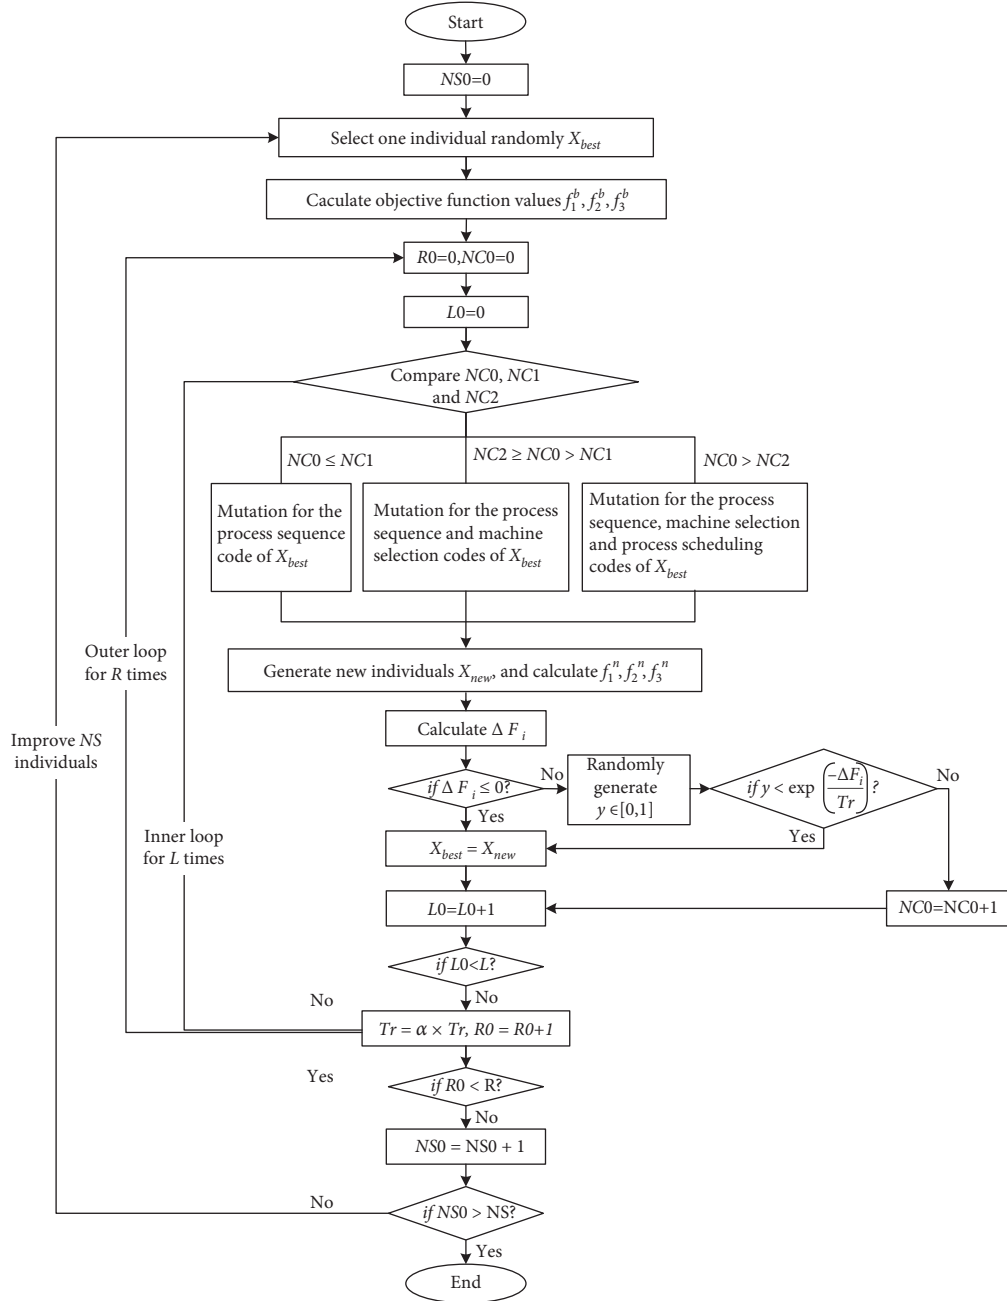 Start
NS0=0
Select one individual randomly X_best
Caculate objective function values f_1^b, f_2^b, f_3^b
R0=0,NC0=0
L0=0
Compare NC0, NC1
and NC2
NC0 ≤ NC1
NC2 ≥ NC0 > NC1
NC0 > NC2
Mutation for the
process sequence
code of X_best
Mutation for the process
sequence and machine
selection codes of X_best
Mutation for the process
sequence, machine selection
and process scheduling
codes of X_best
Outer loop
for R times
Generate new individuals X_new, and calculate f_1^n, f_2^n, f_3^n
Calculate Δ F_i
Improve NS
individuals
if Δ F_i ≤ 0?
No
Randomly
generate
y ∈[0,1]
if y < exp (-ΔF_i / Tr) ?
No
Yes
Yes
Inner loop
for L times
X_best = X_new
L0=L0+1
NC0=NC0+1
if L0<L?
No
No
Tr = α × Tr, R0 = R0+1
Yes
if R0 < R?
No
NS0 = NS0 + 1
No
if NS0 > NS?
Yes
End